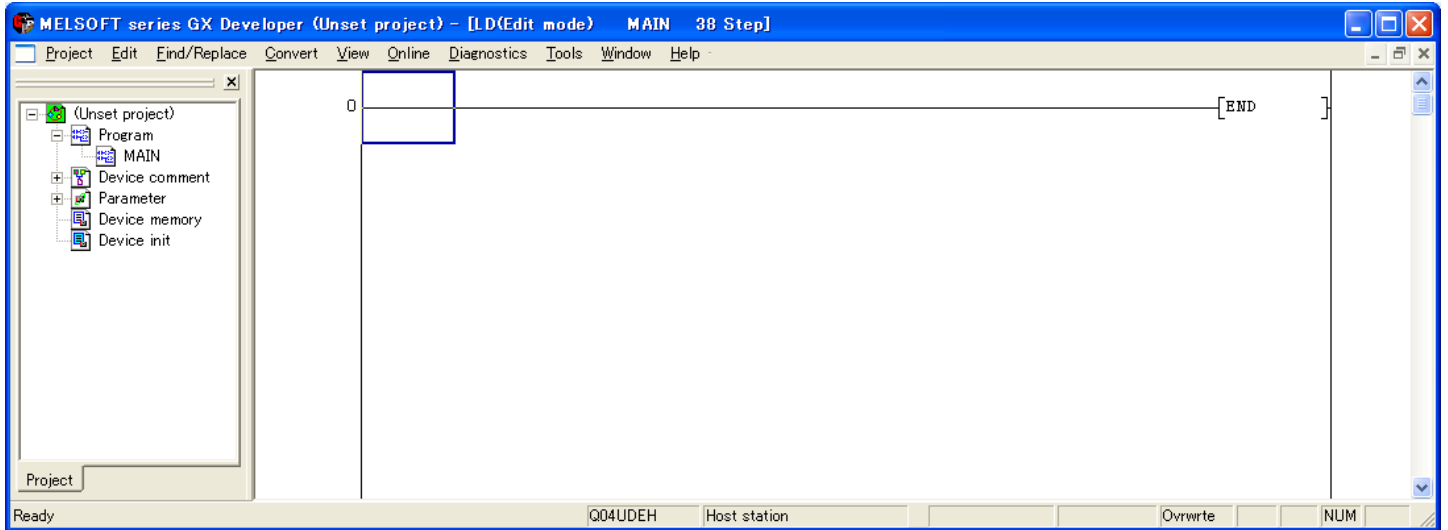 MELSOFT series GX Developer (Unset project) - [LD(Edit mode) MAIN 38 Step]
Project Edit Find/Replace Convert View Online Diagnostics Tools Window Help
(Unset project)
Program
MAIN
Device comment
Parameter
Device memory
Device init
Project
0 END
Ready Q04UDEH Host station Ovrwrte NUM